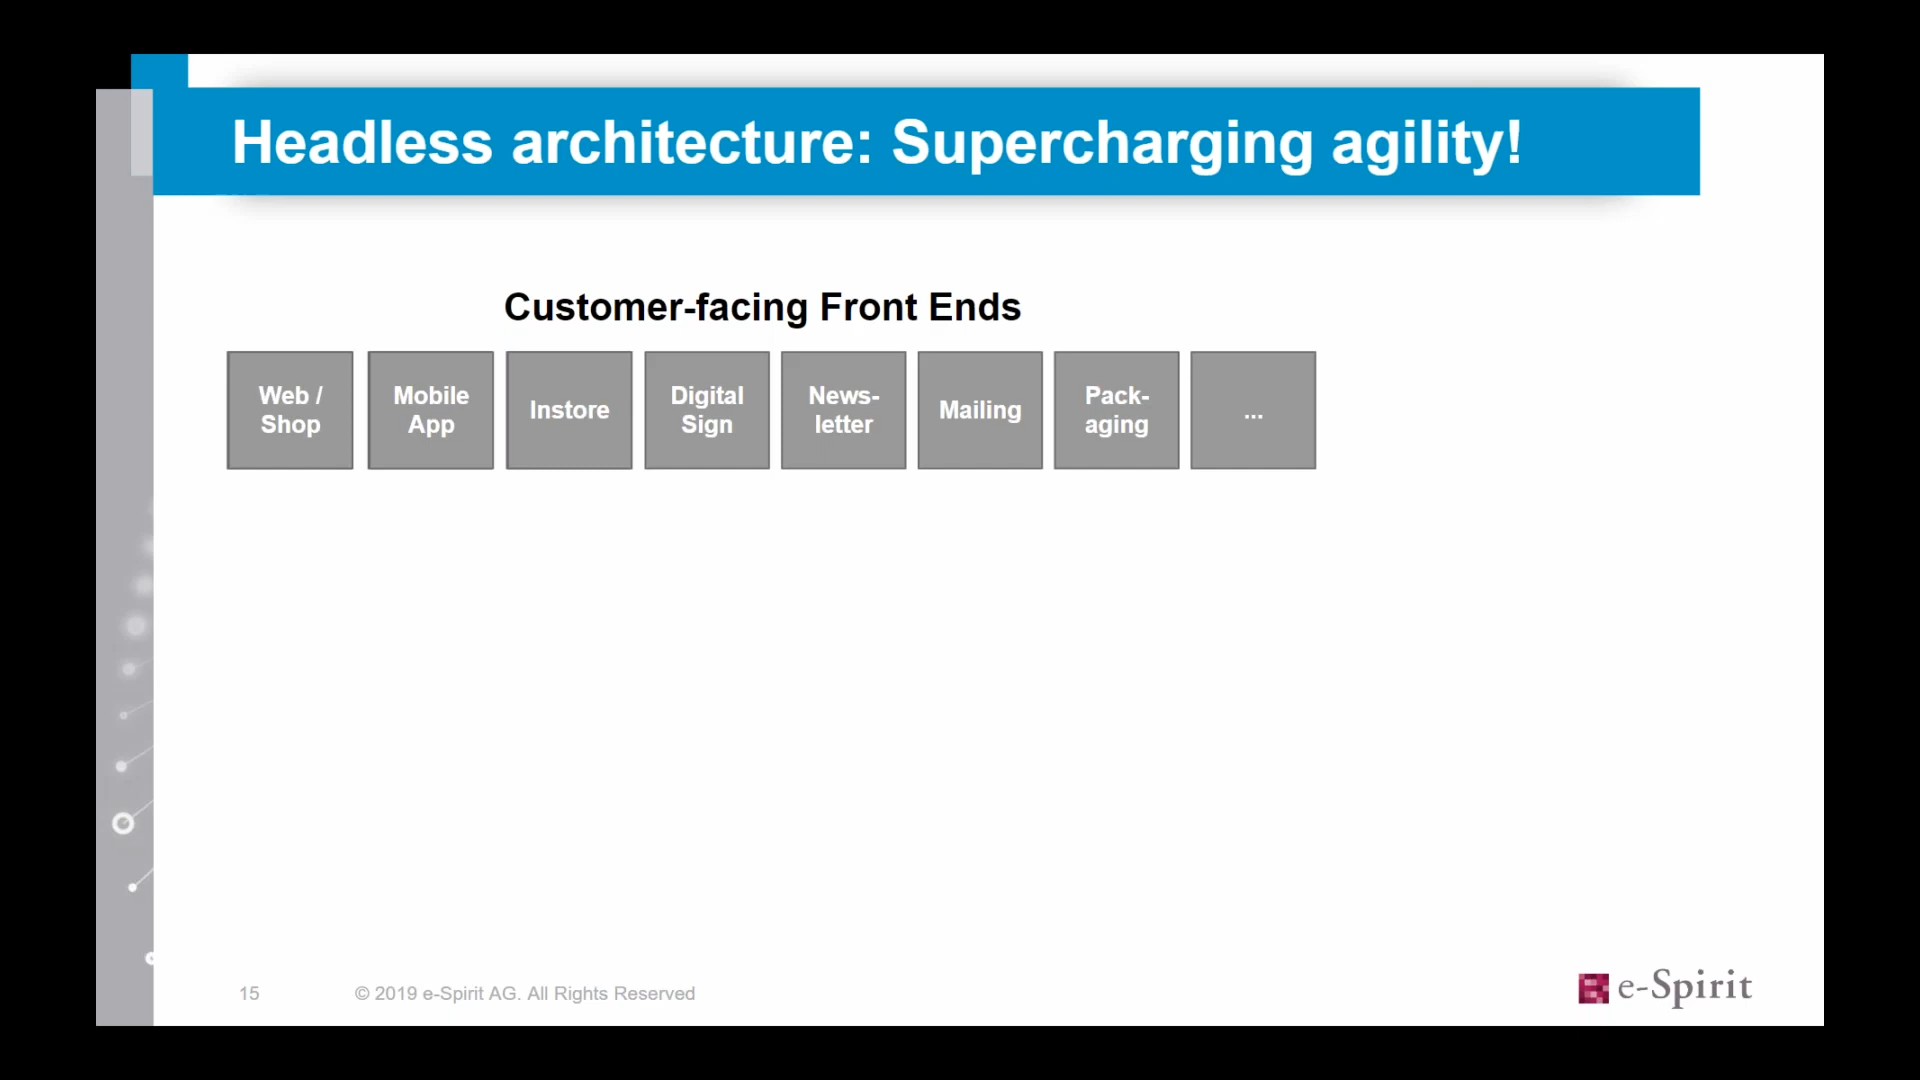 Headless architecture: Supercharging agility!
Customer-facing Front Ends
Web /
Shop
Mobile
App
Instore
Digital
Sign
News-
letter
Mailing
Pack-
aging
...
15
© 2019 e-Spirit AG. All Rights Reserved
e-Spirit